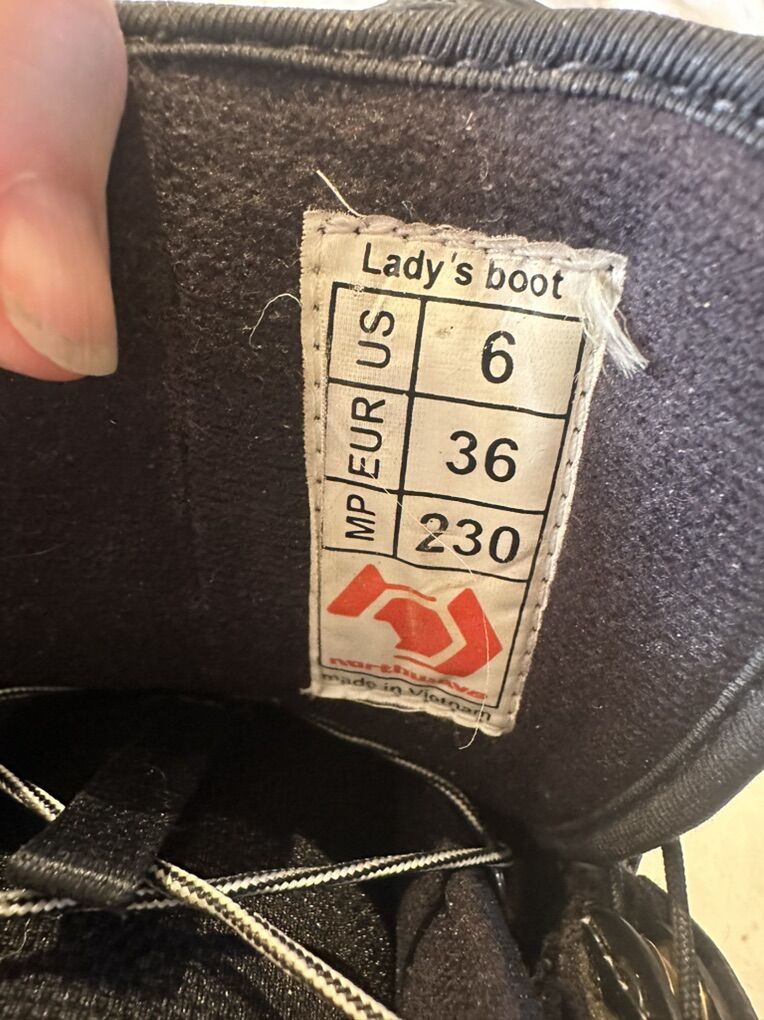 Lady's boot
US 6
EUR 36
MP 230
northwave
made in Vietnam